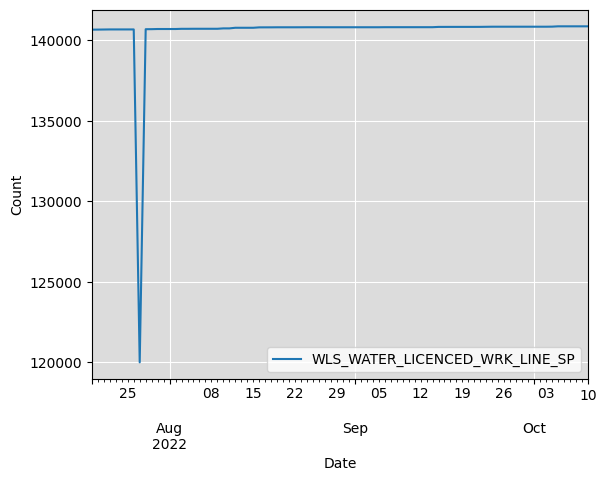 140000
135000
130000
125000
120000
Count
WLS_WATER_LICENCED_WRK_LINE_SP
25 08 15 22 29 05 12 19 26 03 10
Aug Sep Oct
2022
Date